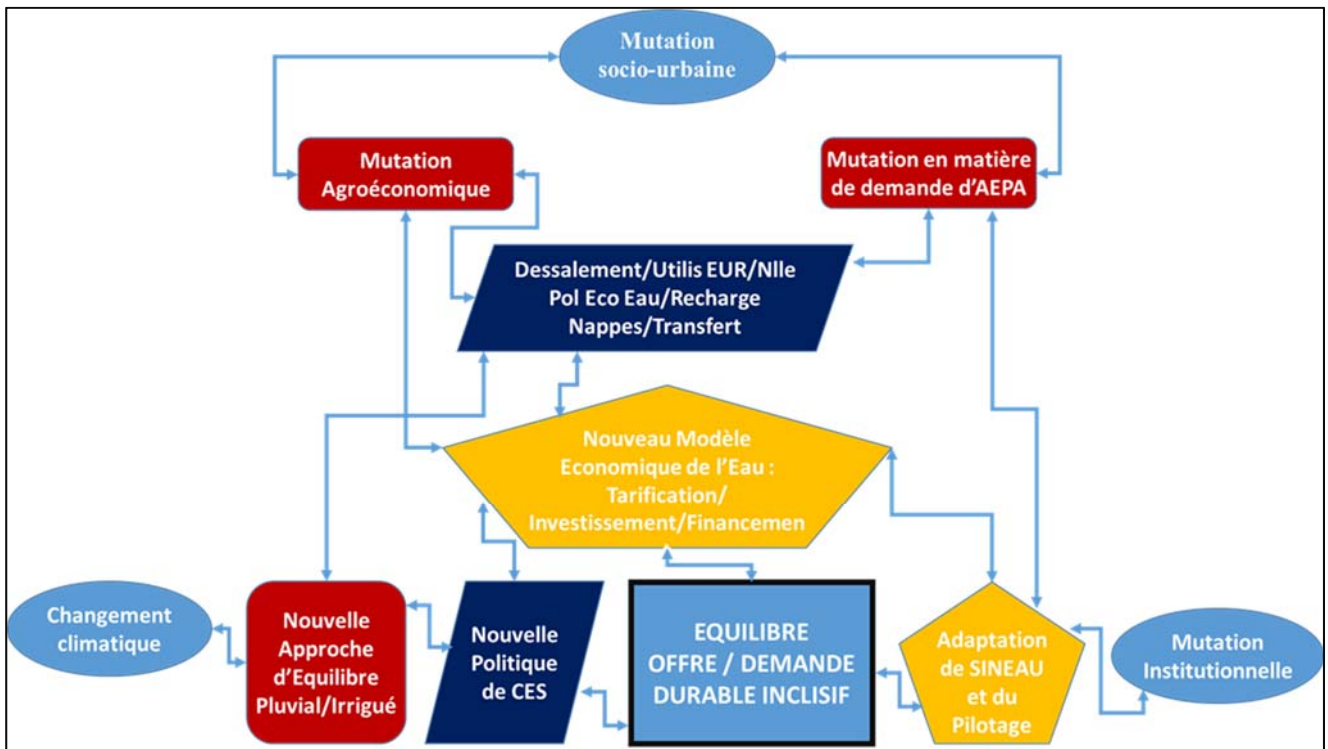 Mutation
socio-urbaine
Mutation
Agroéconomique
Mutation en matière
de demande d'AEPA
Dessalement/Utilis EUR/Nlle
Pol Eco Eau/Recharge
Nappes/Transfert
Nouveau Modèle
Economique de l'Eau :
Tarification/
Investissement/Financemen
Changement
climatique
Nouvelle
Approche
d'Equilibre
Pluvial/Irrigué
Nouvelle
Politique
de CES
EQUILIBRE
OFFRE / DEMANDE
DURABLE INCLISIF
Adaptation
de SINEAU
et du
Pilotage
Mutation
Institutionnelle